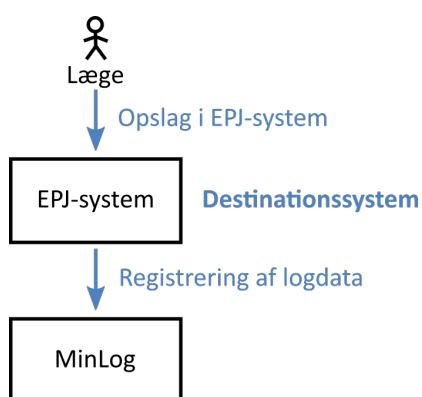 Læge
Opslag i EPJ-system
EPJ-system
Destinationssystem
Registrering af logdata
MinLog